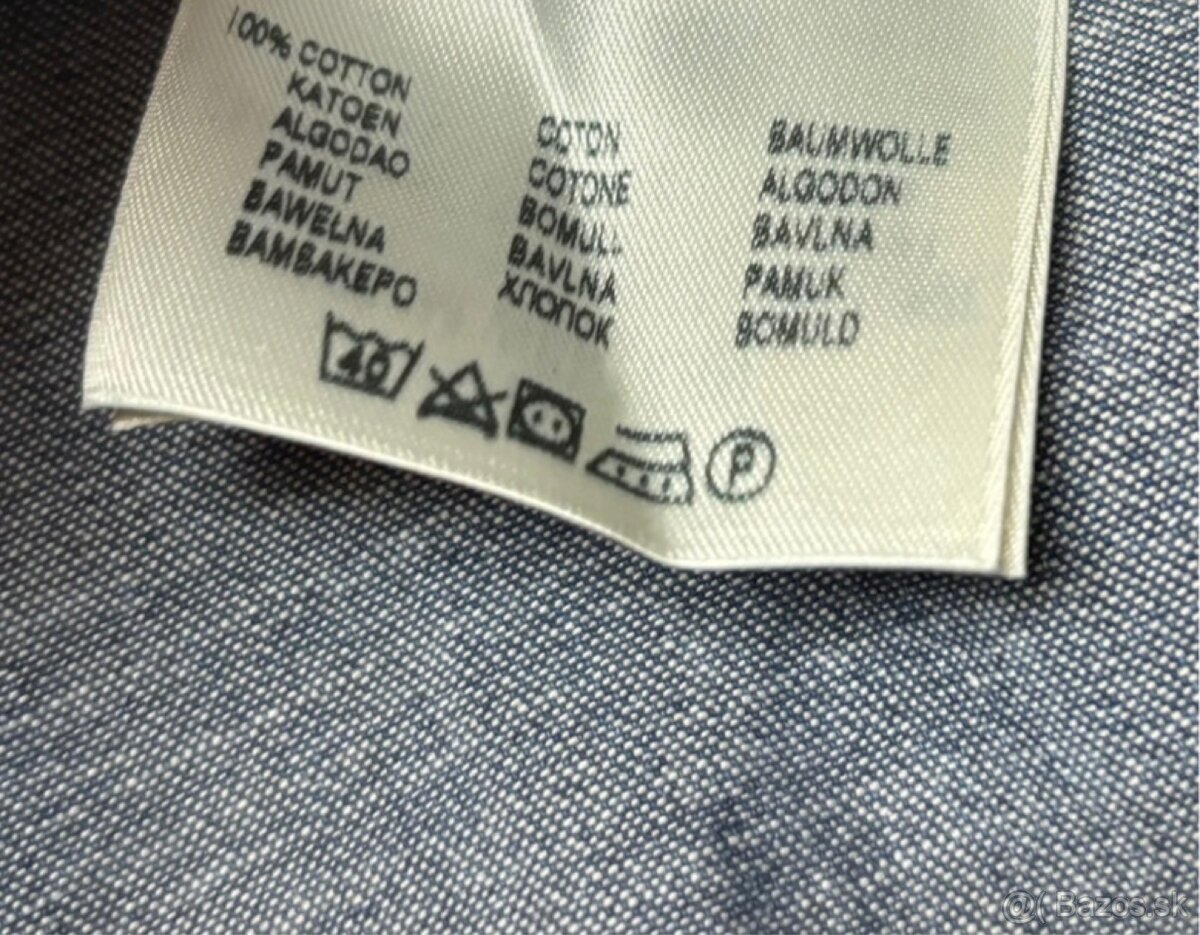 100% COTTON
KATOEN
ALGODAO
PAMUT
BAWEŁNA
BAMBAKEPO
COTON
COTONE
BOMULL
BAVLNA
ХЛОПОК
BAUMWOLLE
ALGODON
BAVLNA
PAMUK
BOMULD
40
P
@( Bazos.sk